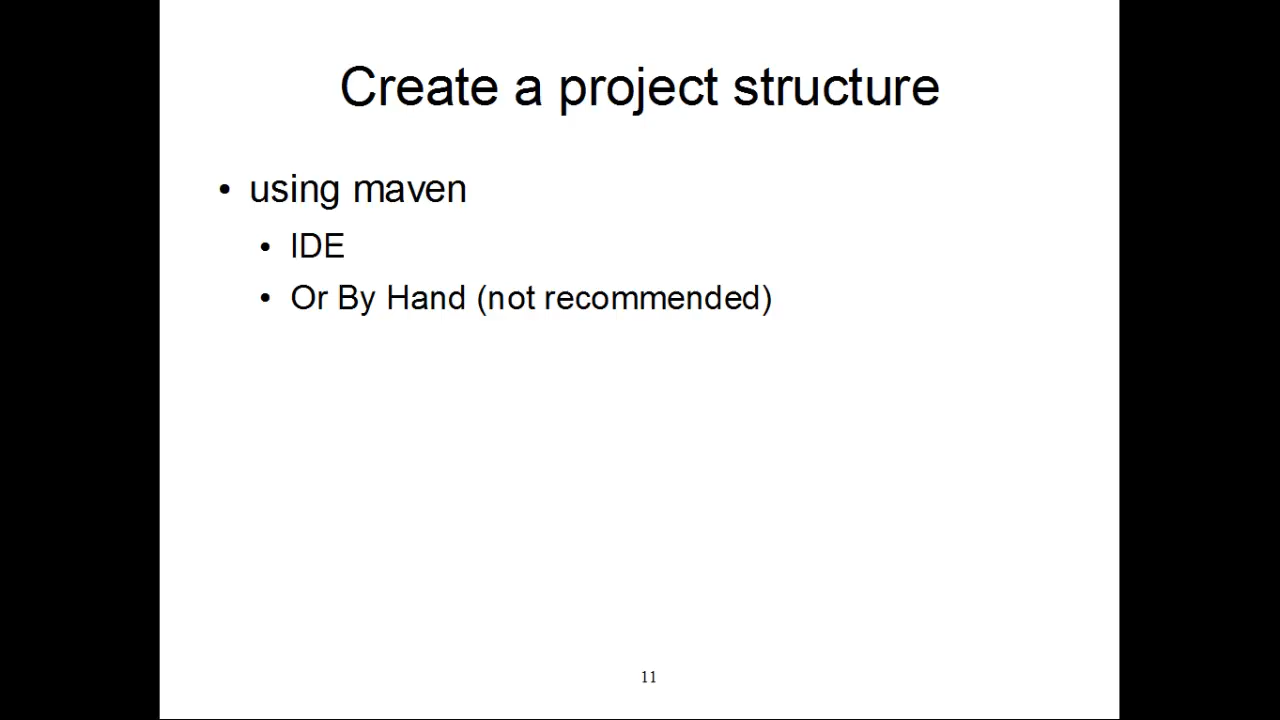 Create a project structure
• using maven
• IDE
• Or By Hand (not recommended)
11